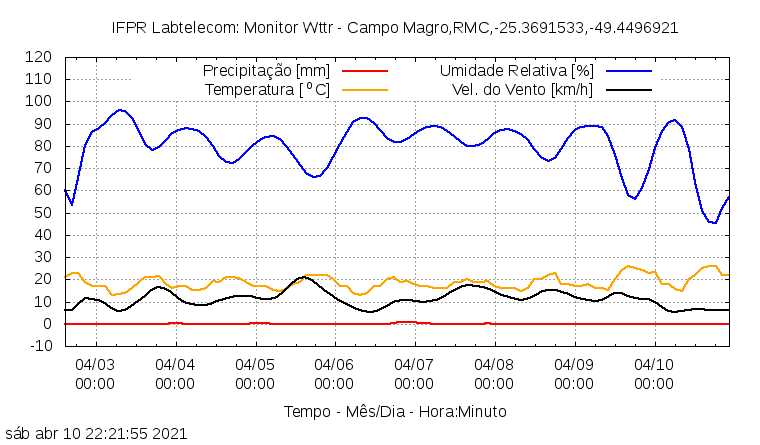 IFPR Labtelecom: Monitor Wttr - Campo Magro,RMC,-25.3691533,-49.4496921
Precipitação [mm]
Temperatura [ ⁰C]
Umidade Relativa [%]
Vel. do Vento [km/h]
120
110
100
90
80
70
60
50
40
30
20
10
0
-10
04/03 04/04 04/05 04/06 04/07 04/08 04/09 04/10
00:00 00:00 00:00 00:00 00:00 00:00 00:00 00:00
Tempo - Mês/Dia - Hora:Minuto
sáb abr 10 22:21:55 2021